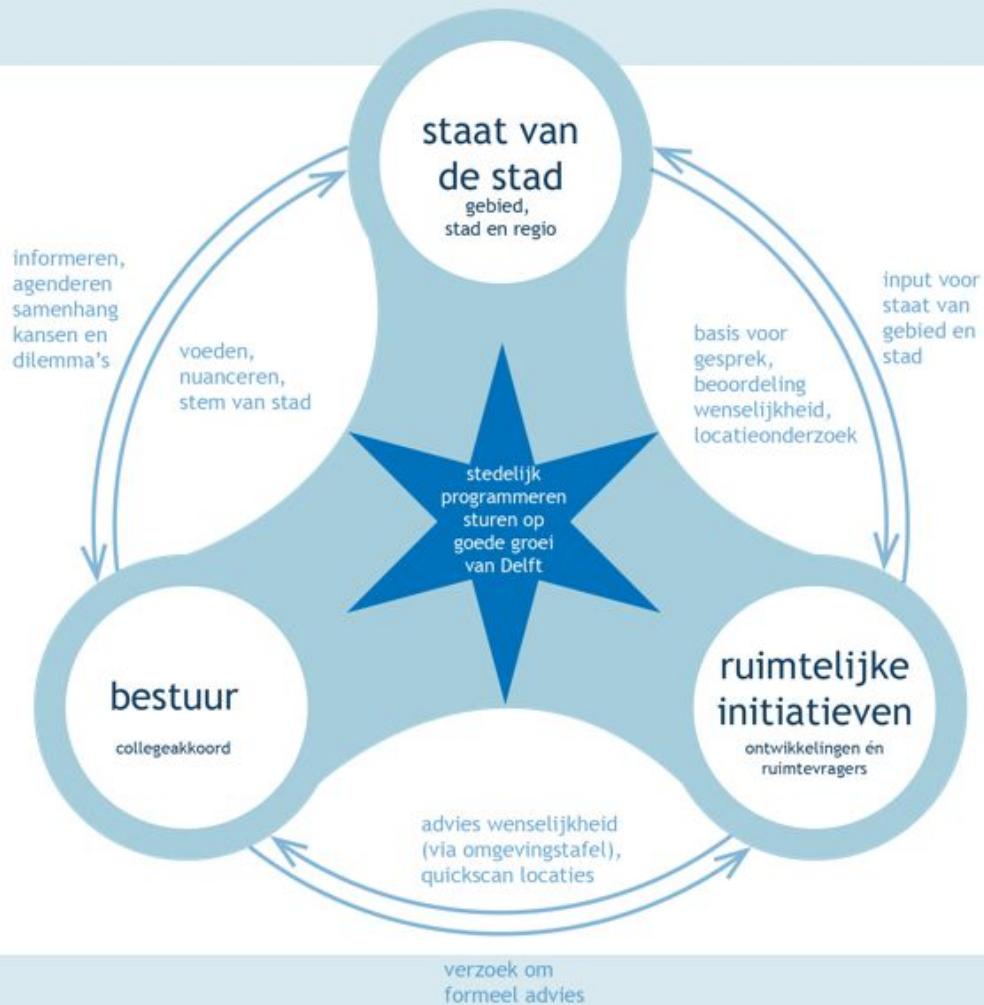 staat van
de stad
gebied,
stad en regio
informeren,
agenderen
samenhang
kansen en
dilemma's
voeden,
nuanceren,
stem van stad
basis voor
gesprek,
beoordeling
wenselijkheid,
locatieonderzoek
input voor
staat van
gebied en
stad
stedelijk
programmeren
sturen op
goede groei
van Delft
bestuur
collegeakkoord
ruimtelijke
initiatieven
ontwikkelingen én
ruimtevragers
advies wenselijkheid
(via omgevingstafel),
quickscan locaties
verzoek om
formeel advies